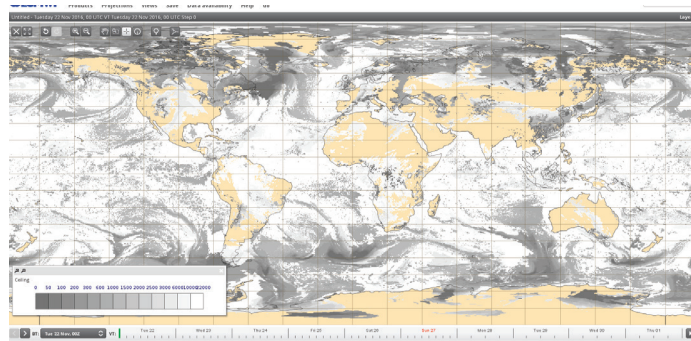 Products Projections Views Save Data availability Help Go
Untitled - Tuesday 22 Nov 2016, 00 UTC VT Tuesday 22 Nov 2016, 00 UTC Step 0
Ceiling
0 50 100 200 300 600 1000 1500 2000 2500 3000 6000 10000 12000
BT: Tue 22 Nov, 00Z VT: Tue 22 Wed 23 Thu 24 Fri 25 Sat 26 Sun 27 Mon 28 Tue 29 Wed 30 Thu 01